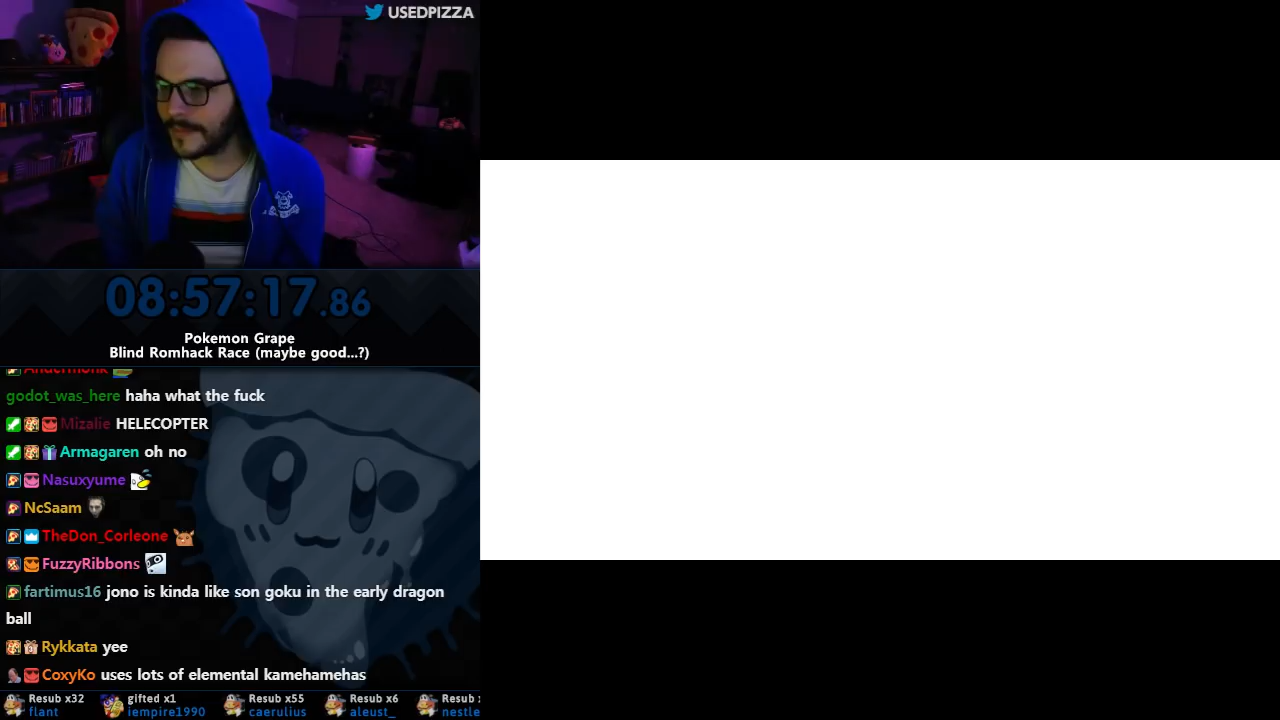 USEDPIZZA
08:57:17.86
Pokemon Grape
Blind Romhack Race (maybe good...?)
Andermonk
godot_was_here haha what the fuck
Mizalie HELECOPTER
Armagaren oh no
Nasuxyume
NcSaam
TheDon_Corleone
FuzzyRibbons
fartimus16 jono is kinda like son goku in the early dragon
ball
Rykkata yee
CoxyKo uses lots of elemental kamehamehas
Resub x32 gifted x1 Resub x55 Resub x6 Resub
flant iempire1990 caerulius aleust_ nestle